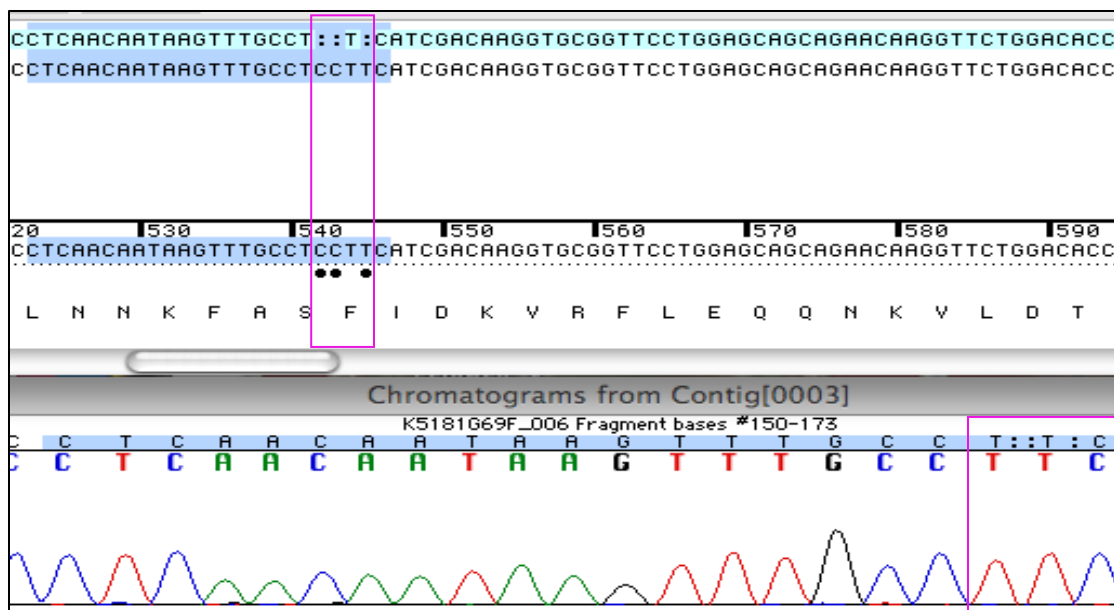 CCTCAACAATAAGTTTGCCT::T:CATCGACAAGGTGCGGTTCCTGGAGCAGCAGAACAAGGTTCTGGACACC
CCTCAACAATAAGTTTGCCTCCTTCATCGACAAGGTGCGGTTCCTGGAGCAGCAGAACAAGGTTCTGGACACC
20 530 540 550 560 570 580 590
CCTCAACAATAAGTTTGCCTCCTTCATCGACAAGGTGCGGTTCCTGGAGCAGCAGAACAAGGTTCTGGACACC
L N N K F A S F I D K V R F L E Q Q N K V L D T
Chromatograms from Contig[0003]
K5181G69F_006 Fragment bases #150-173
C C T C A A C A A T A A G T T T G C C T::T:C
C C T C A A C A A T A A G T T T G C C T T C